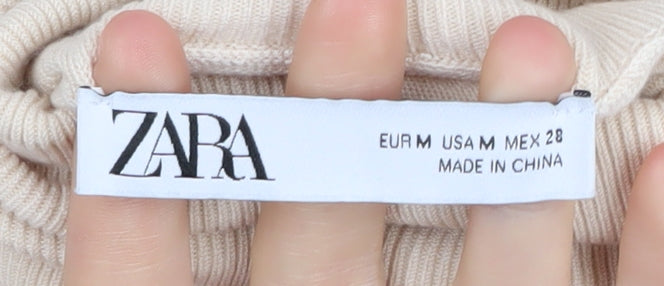 ZARA
EUR M USA M MEX 28
MADE IN CHINA